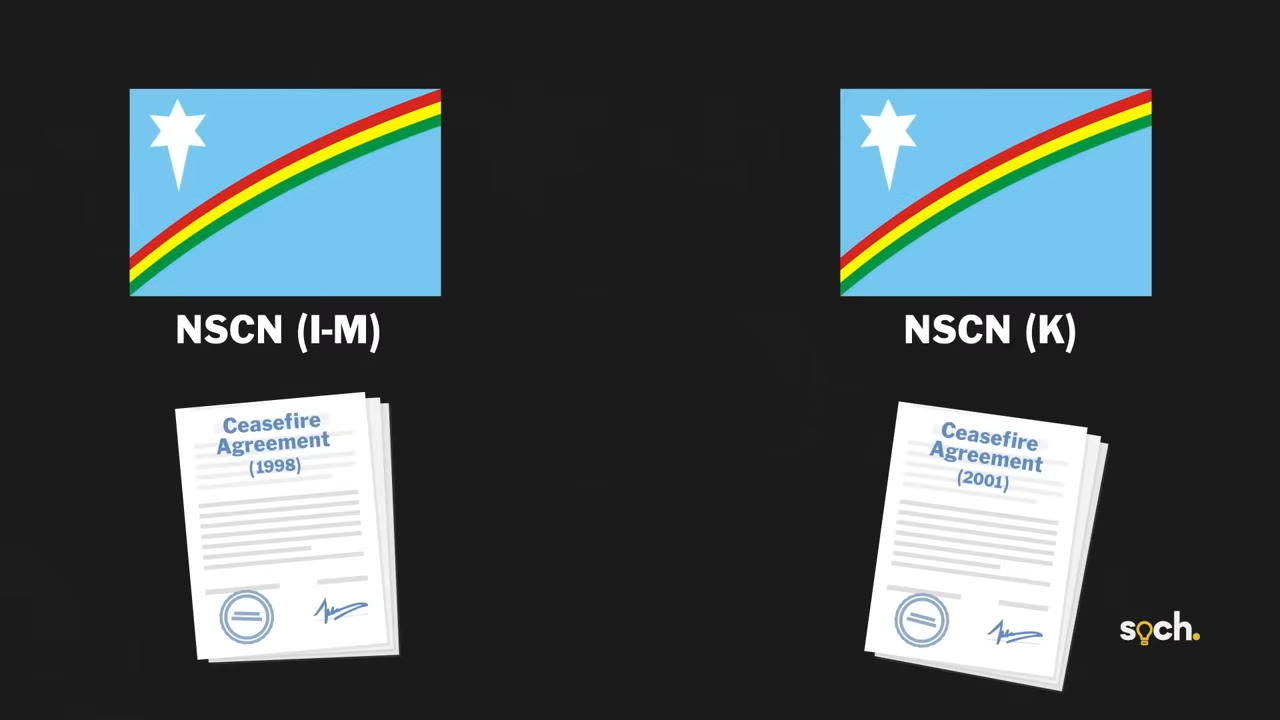 NSCN (I-M)
Ceasefire
Agreement
(1998)
NSCN (K)
Ceasefire
Agreement
(2001)
soch.